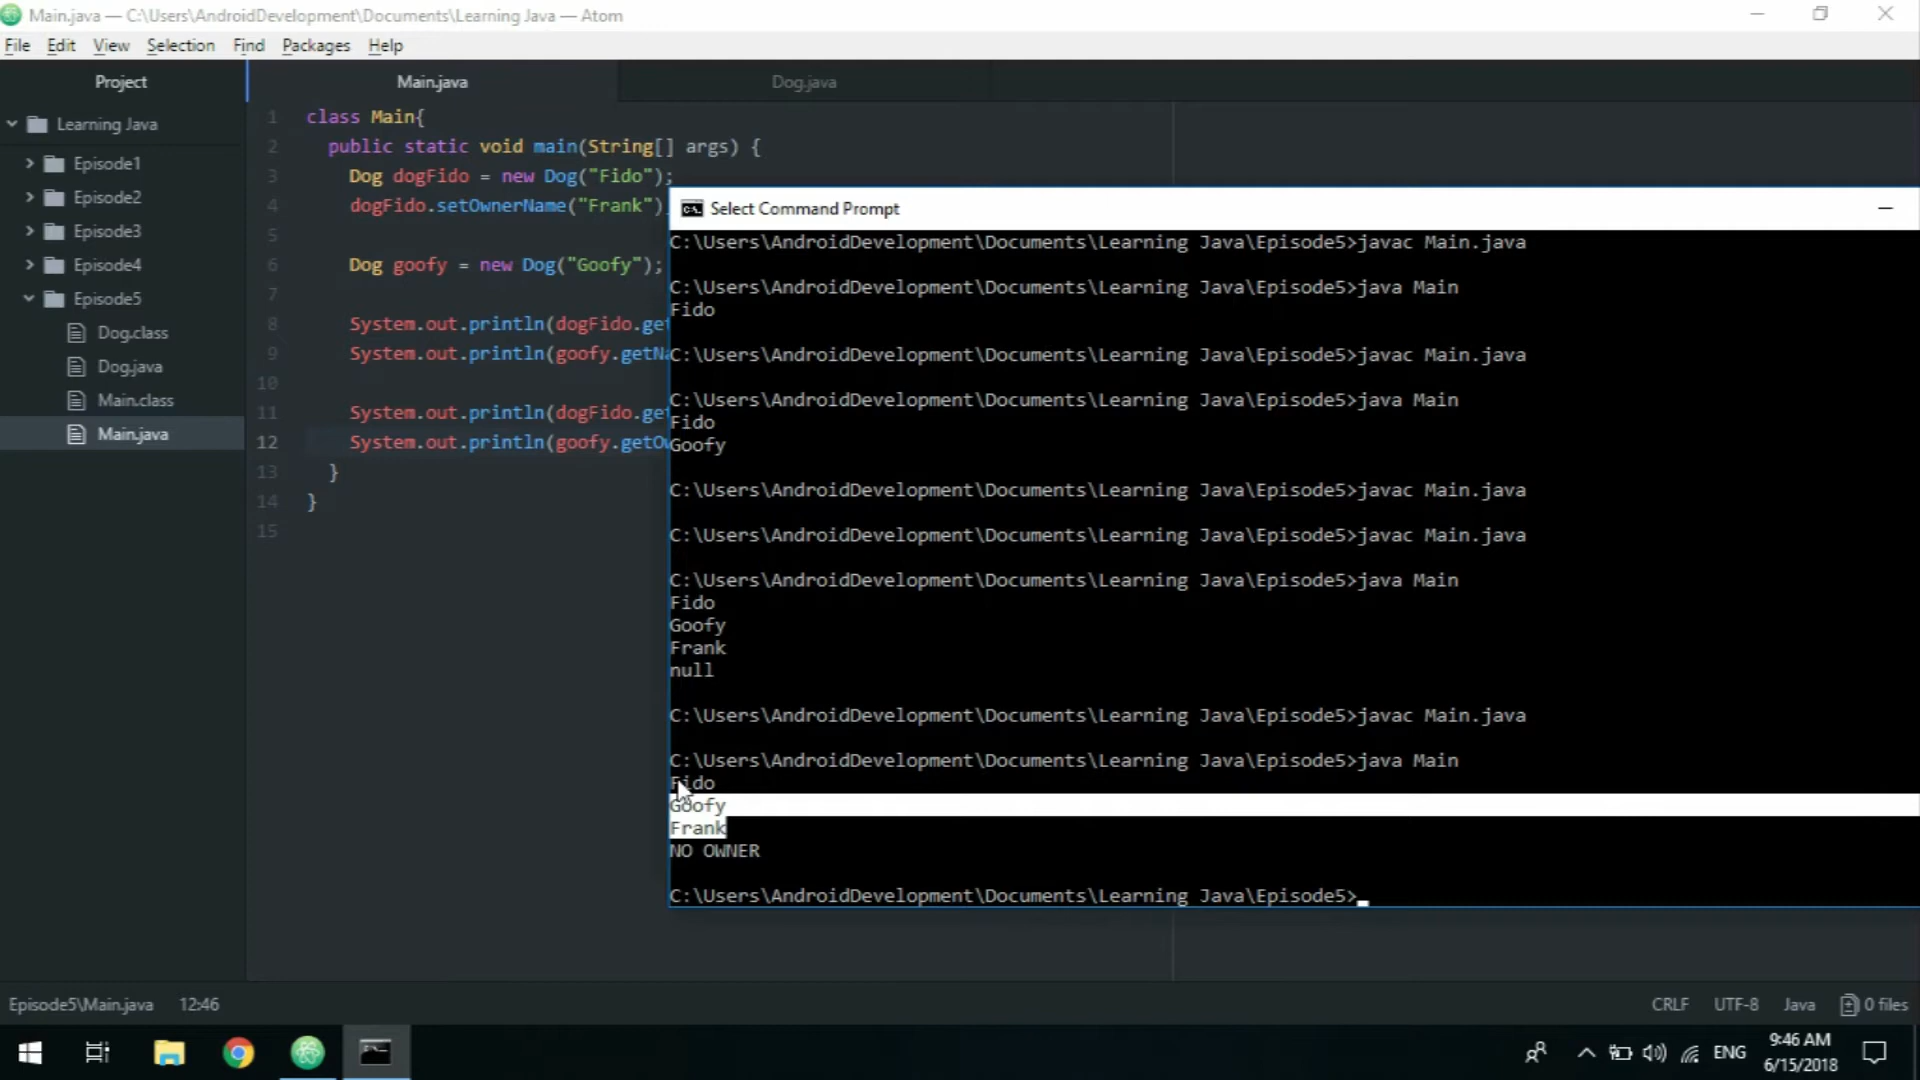 Main.java — C:\Users\AndroidDevelopment\Documents\Learning Java — Atom
File Edit View Selection Find Packages Help
Project
Learning Java
Episode1
Episode2
Episode3
Episode4
Episode5
Dog.class
Dog.java
Main.class
Main.java
Main.java Dog.java
1 class Main{
2 public static void main(String[] args) {
3 Dog dogFido = new Dog("Fido");
4 dogFido.setOwnerName("Frank")
5
6 Dog goofy = new Dog("Goofy");
7
8 System.out.println(dogFido.get
9 System.out.println(goofy.getNa
10
11 System.out.println(dogFido.get
12 System.out.println(goofy.getOw
13 }
14 }
15
Select Command Prompt
C:\Users\AndroidDevelopment\Documents\Learning Java\Episode5>javac Main.java
C:\Users\AndroidDevelopment\Documents\Learning Java\Episode5>java Main
Fido
C:\Users\AndroidDevelopment\Documents\Learning Java\Episode5>javac Main.java
C:\Users\AndroidDevelopment\Documents\Learning Java\Episode5>java Main
Fido
Goofy
C:\Users\AndroidDevelopment\Documents\Learning Java\Episode5>javac Main.java
C:\Users\AndroidDevelopment\Documents\Learning Java\Episode5>javac Main.java
C:\Users\AndroidDevelopment\Documents\Learning Java\Episode5>java Main
Fido
Goofy
Frank
null
C:\Users\AndroidDevelopment\Documents\Learning Java\Episode5>javac Main.java
C:\Users\AndroidDevelopment\Documents\Learning Java\Episode5>java Main
Fido
Goofy
Frank
NO OWNER
C:\Users\AndroidDevelopment\Documents\Learning Java\Episode5>
Episode5\Main.java 12:46
CRLF UTF-8 Java 0 files
ENG
9:46 AM
6/15/2018